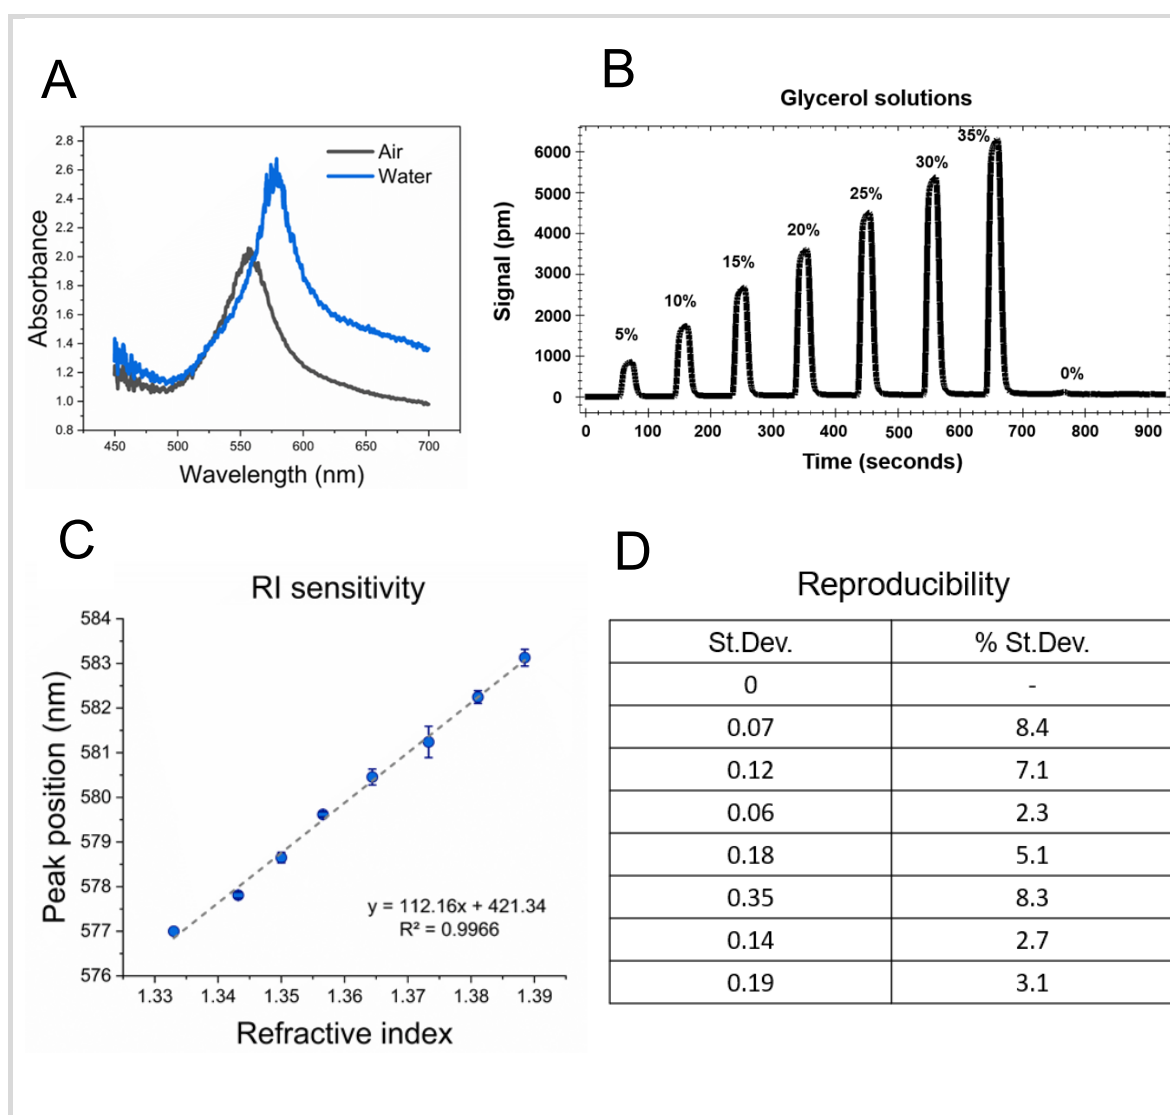 A
2.8
2.6
2.4
2.2
2.0
1.8
1.6
1.4
1.2
1.0
0.8
Absorbance
Air
Water
450 500 550 600 650 700
Wavelength (nm)
B
Glycerol solutions
6000
5000
4000
3000
2000
1000
0
Signal (pm)
5%
10%
15%
20%
25%
30%
35%
0%
0 100 200 300 400 500 600 700 800 900
Time (seconds)
C
RI sensitivity
584
583
582
581
580
579
578
577
576
Peak position (nm)
y = 112.16x + 421.34
R² = 0.9966
1.33 1.34 1.35 1.36 1.37 1.38 1.39
Refractive index
D
Reproducibility
St.Dev. % St.Dev.
0 -
0.07 8.4
0.12 7.1
0.06 2.3
0.18 5.1
0.35 8.3
0.14 2.7
0.19 3.1